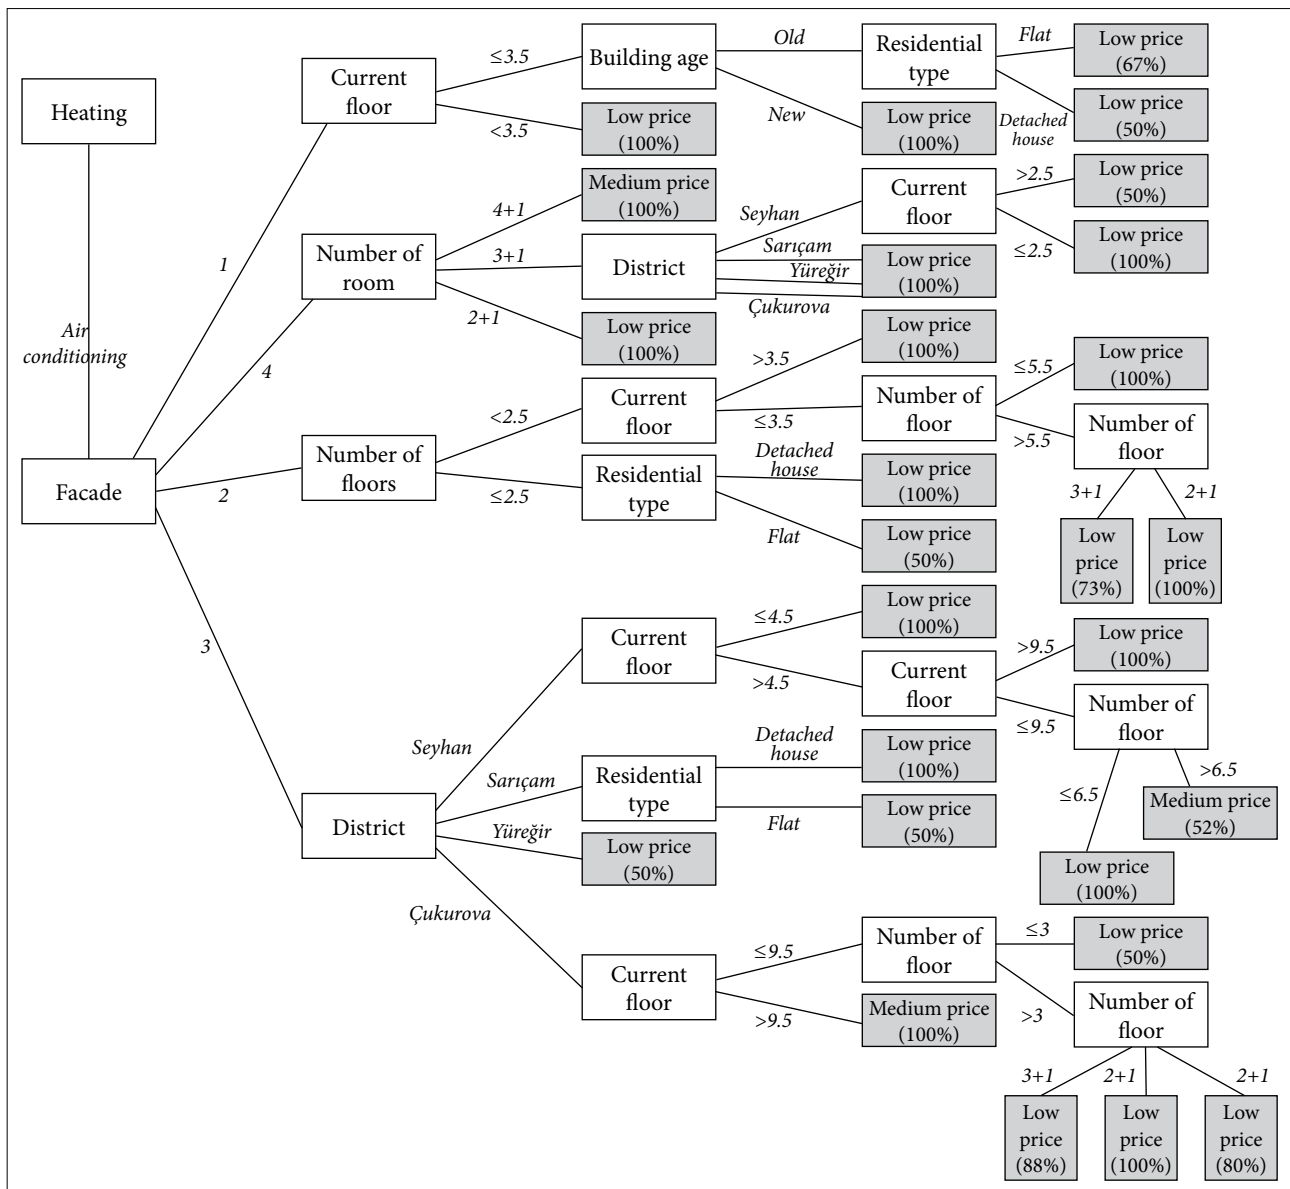 Heating
Air
conditioning
Facade
1
4
2
3
Current
floor
≤3.5
<3.5
Building age
Low price
(100%)
Old
New
Residential
type
Low price
(100%)
Flat
Detached
house
Low price
(67%)
Low price
(50%)
Number of
room
4+1
3+1
2+1
Medium price
(100%)
District
Low price
(100%)
Seyhan
Sarıçam
Yüreğir
Çukurova
Current
floor
Low price
(100%)
>2.5
≤2.5
Low price
(50%)
Low price
(100%)
Number of
floors
<2.5
≤2.5
Current
floor
>3.5
≤3.5
Low price
(100%)
Number of
floor
≤5.5
>5.5
Low price
(100%)
Number of
floor
3+1
2+1
Low
price
(73%)
Low
price
(100%)
Residential
type
Detached
house
Flat
Low price
(100%)
Low price
(50%)
District
Seyhan
Sarıçam
Yüreğir
Çukurova
Current
floor
≤4.5
>4.5
Low price
(100%)
Current
floor
>9.5
≤9.5
Low price
(100%)
Number of
floor
≤6.5
>6.5
Low price
(100%)
Medium price
(52%)
Residential
type
Detached
house
Flat
Low price
(100%)
Low price
(50%)
Low price
(50%)
Current
floor
≤9.5
>9.5
Number of
floor
Medium price
(100%)
≤3
>3
Low price
(50%)
Number of
floor
3+1
2+1
2+1
Low
price
(88%)
Low
price
(100%)
Low
price
(80%)